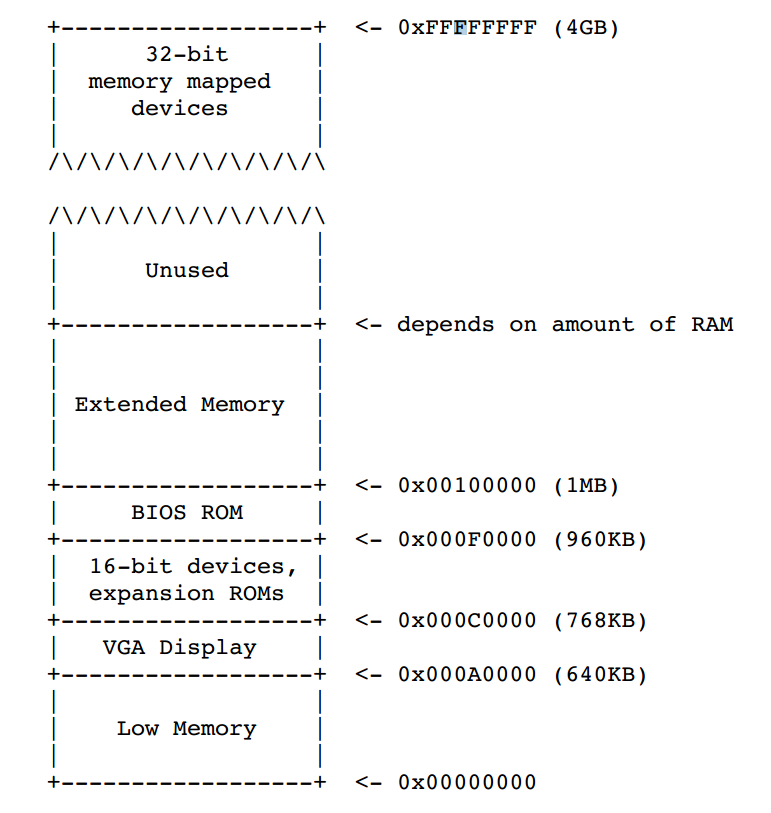 +------------------+  <- 0xFFFFFFFF (4GB)
|      32-bit      |
|  memory mapped   |
|     devices      |
|                  |
/\/\/\/\/\/\/\/\/\/\

/\/\/\/\/\/\/\/\/\/\
|                  |
|      Unused      |
|                  |
+------------------+  <- depends on amount of RAM
|                  |
|                  |
| Extended Memory  |
|                  |
|                  |
+------------------+  <- 0x00100000 (1MB)
|     BIOS ROM     |
+------------------+  <- 0x000F0000 (960KB)
|  16-bit devices, |
|  expansion ROMs  |
+------------------+  <- 0x000C0000 (768KB)
|   VGA Display    |
+------------------+  <- 0x000A0000 (640KB)
|                  |
|    Low Memory    |
|                  |
+------------------+  <- 0x00000000